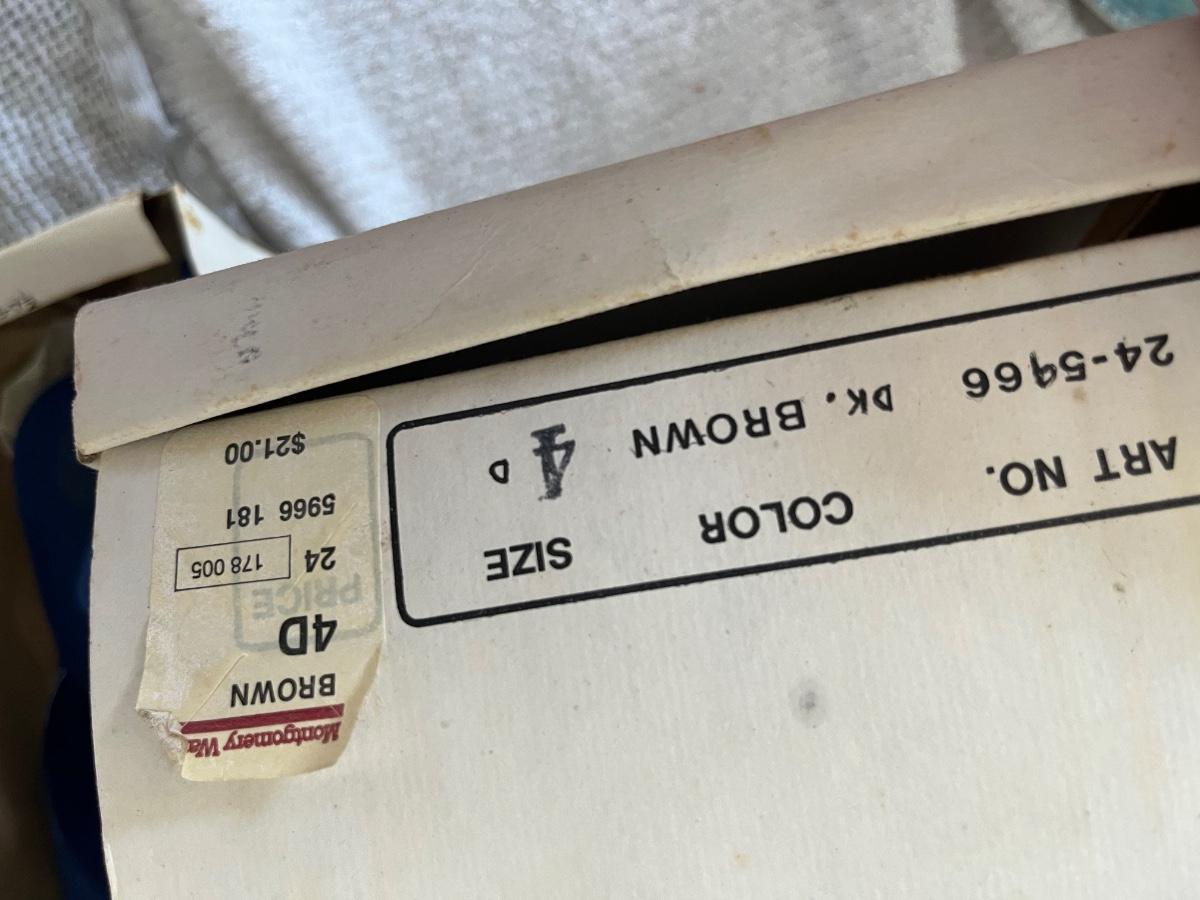 ART NO. COLOR SIZE
24-5966 DK. BROWN 4 D
Montgomery Wa
BROWN
4D
PRICE
24 178 005
5966 181
$21.00